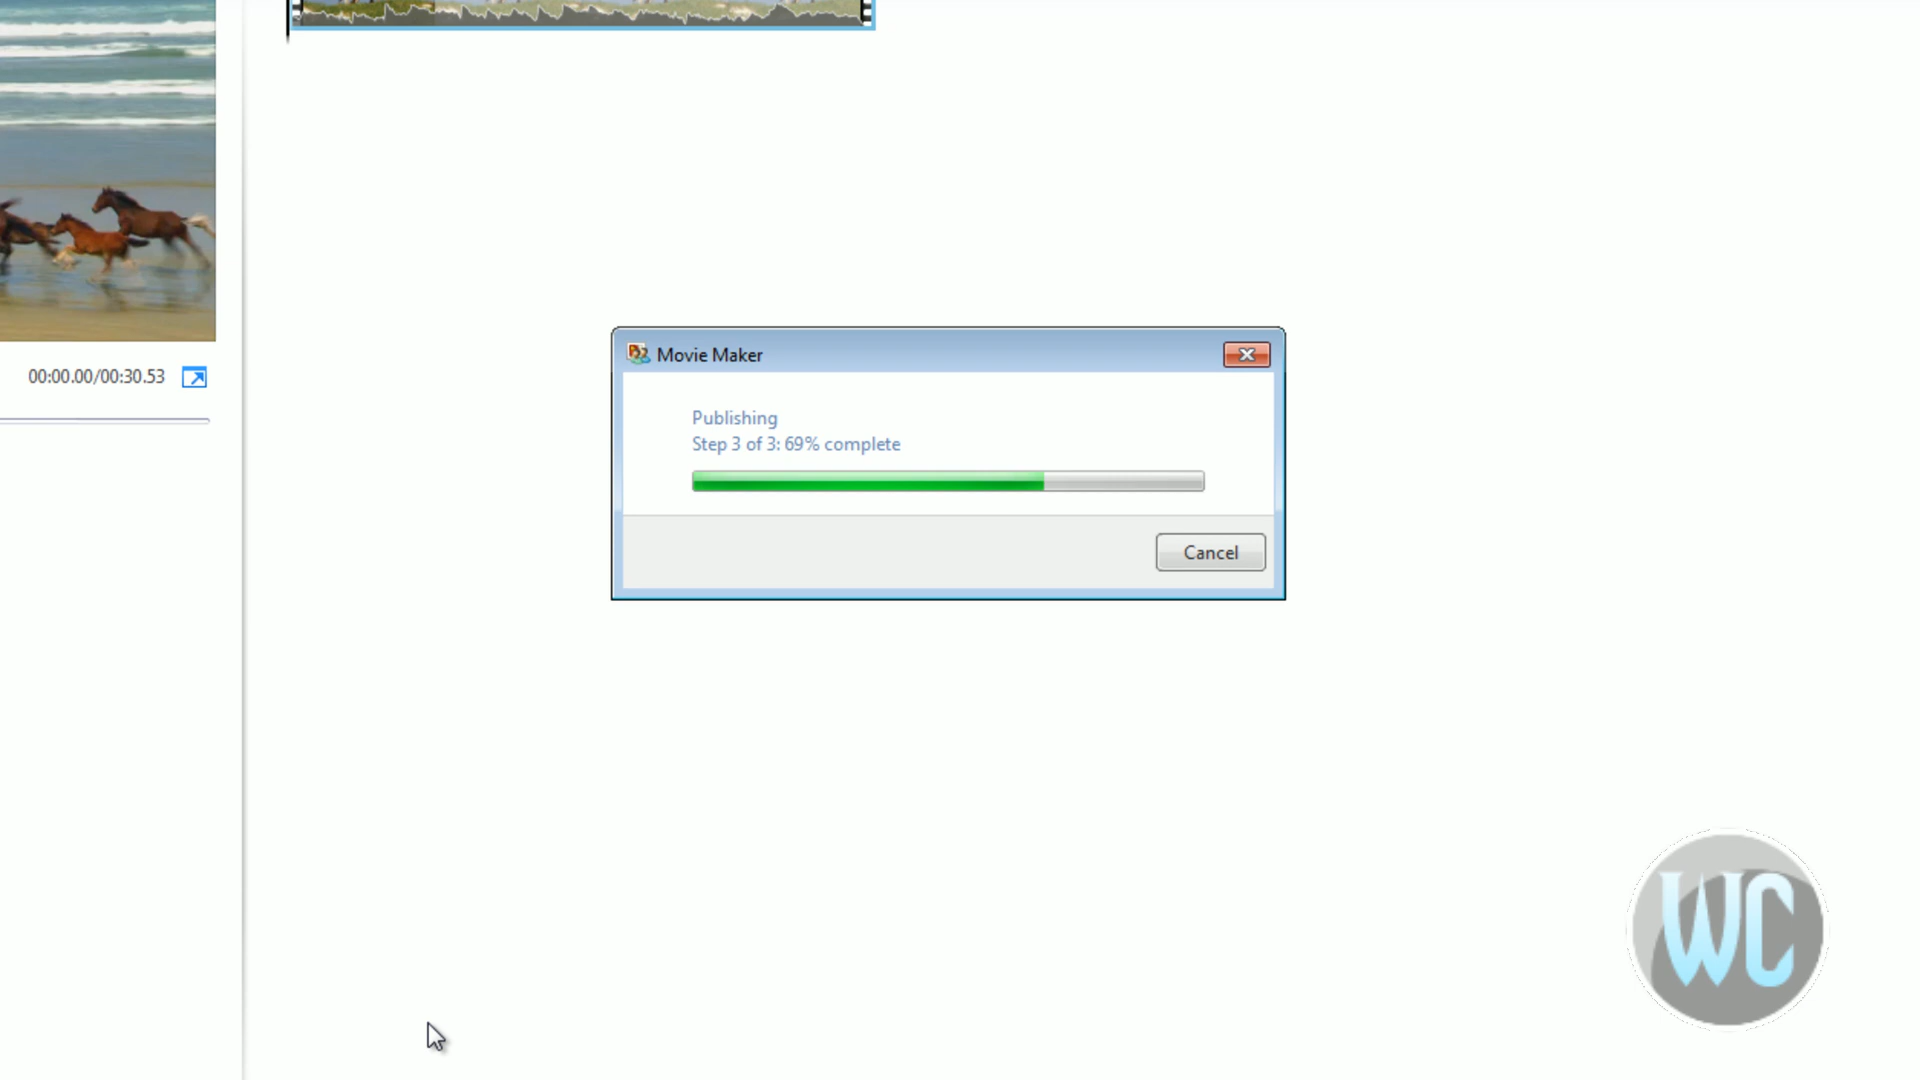 00:00.00/00:30.53
Movie Maker
Publishing
Step 3 of 3: 69% complete
Cancel
WC